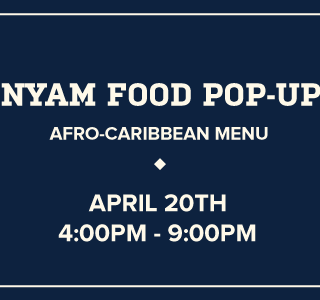 NYAM FOOD POP-UP
AFRO-CARIBBEAN MENU
APRIL 20TH
4:00PM - 9:00PM